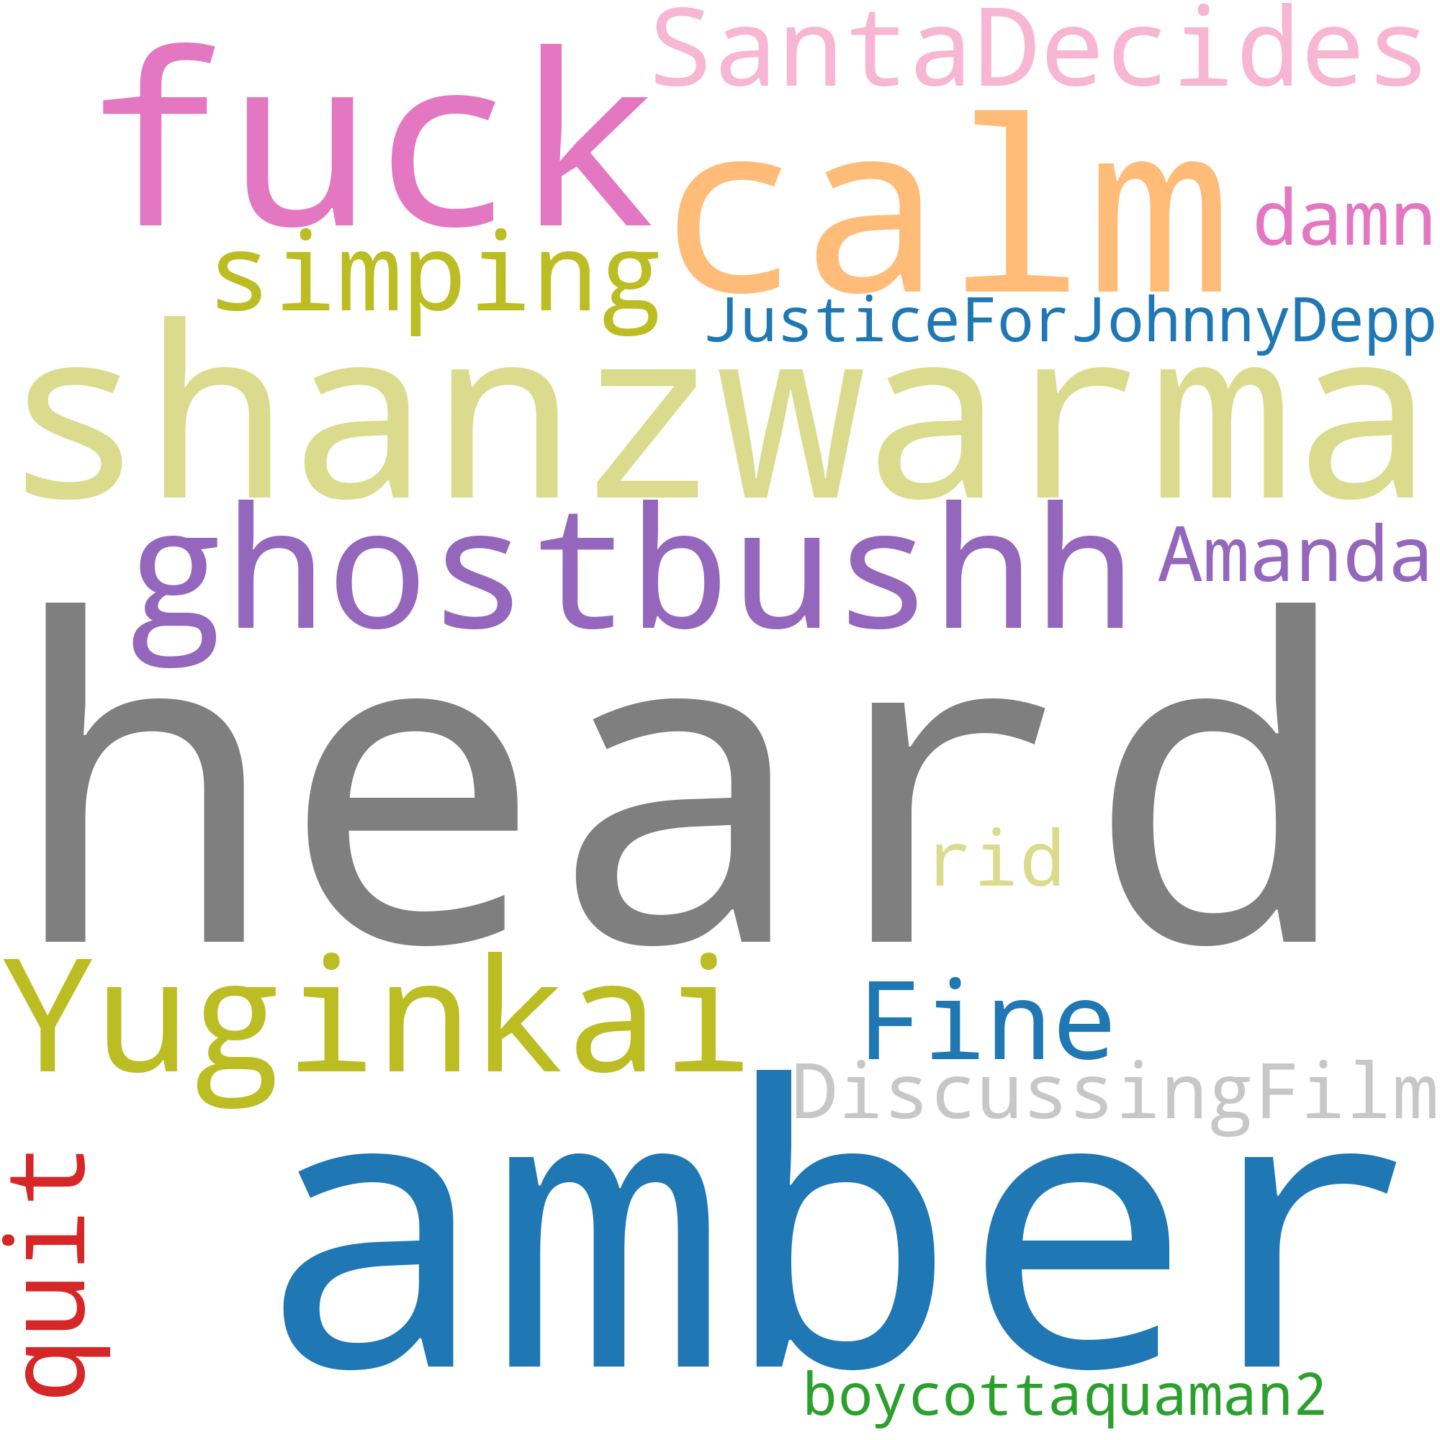 SantaDecides
fuck
calm
damn
simping
JusticeForJohnnyDepp
shanzwarma
ghostbushh
Amanda
heard
rid
Yuginkai
Fine
DiscussingFilm
quit
amber
boycottaquaman2